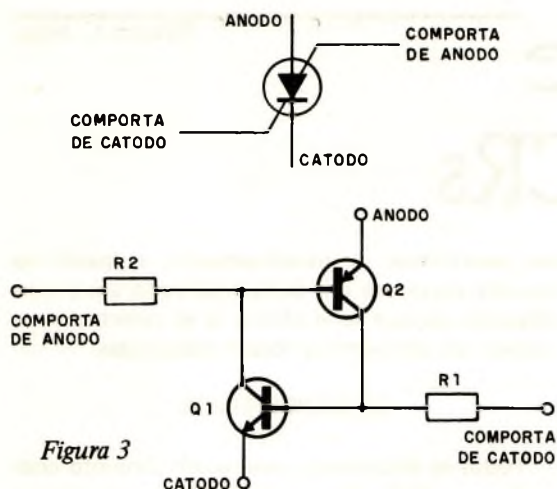 CRs
ANODO
COMPORTA
DE ANODO
COMPORTA
DE CATODO
CATODO
ANODO
R2
Q2
COMPORTA
DE ANODO
R1
Q1
COMPORTA
DE CATODO
Figura 3
CATODO